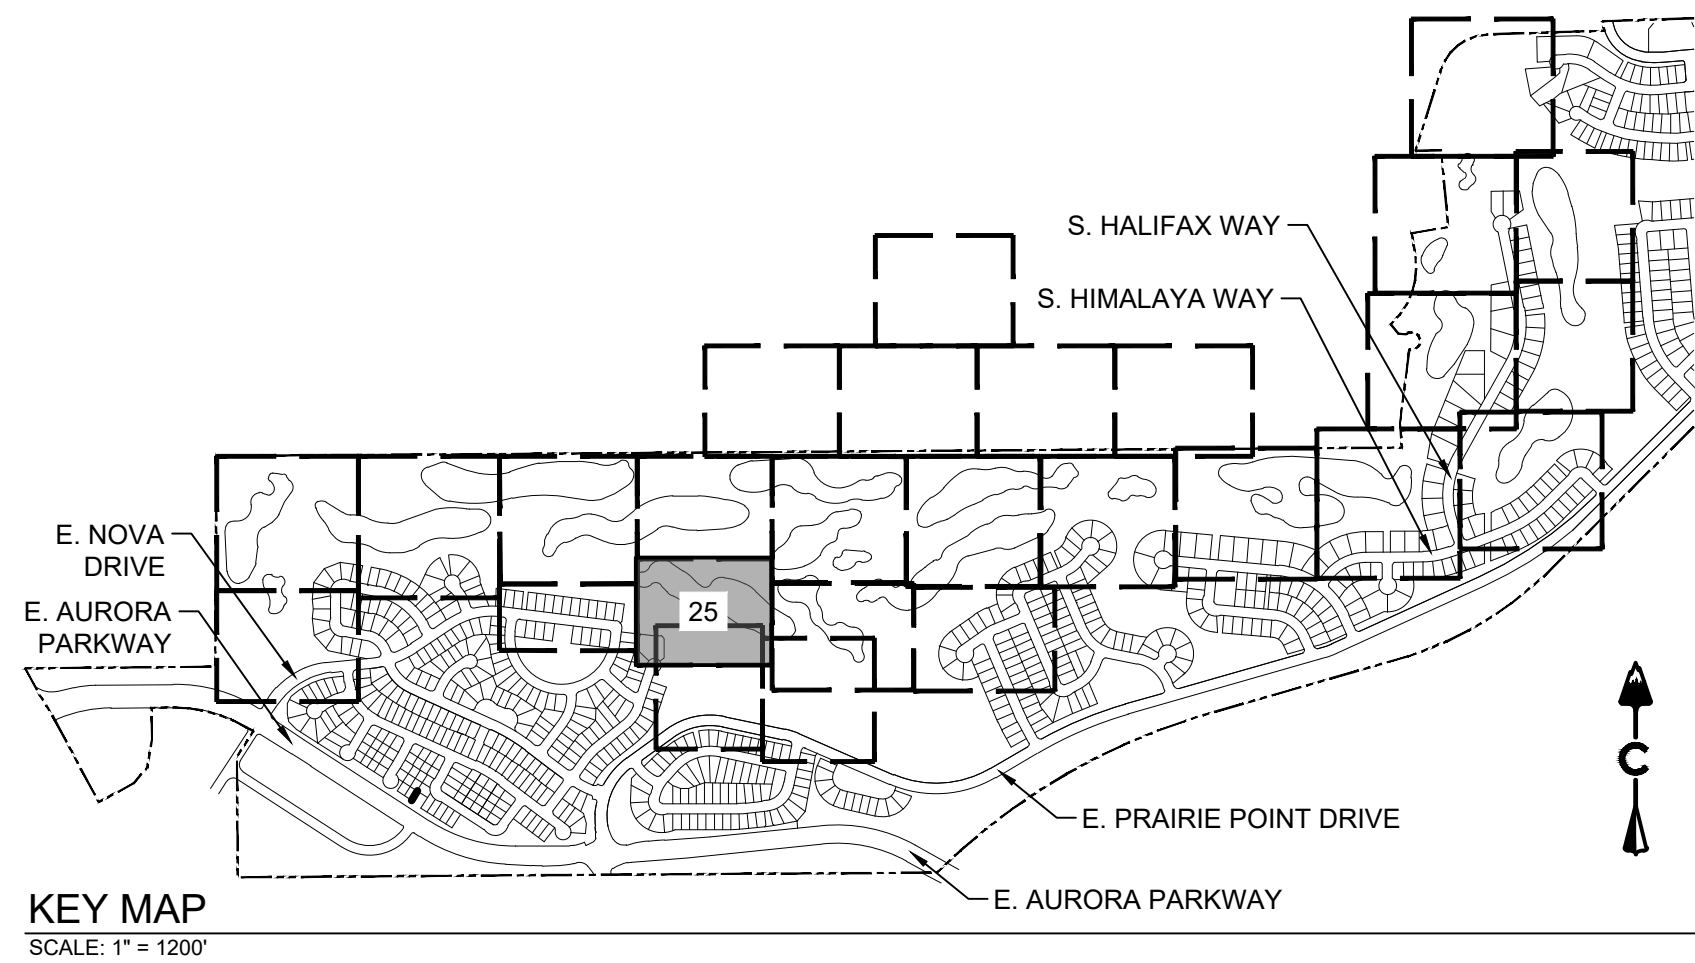 S. HALIFAX WAY
S. HIMALAYA WAY
E. NOVA
DRIVE
E. AURORA
PARKWAY
25
C
E. PRAIRIE POINT DRIVE
E. AURORA PARKWAY
KEY MAP
SCALE: 1" = 1200'